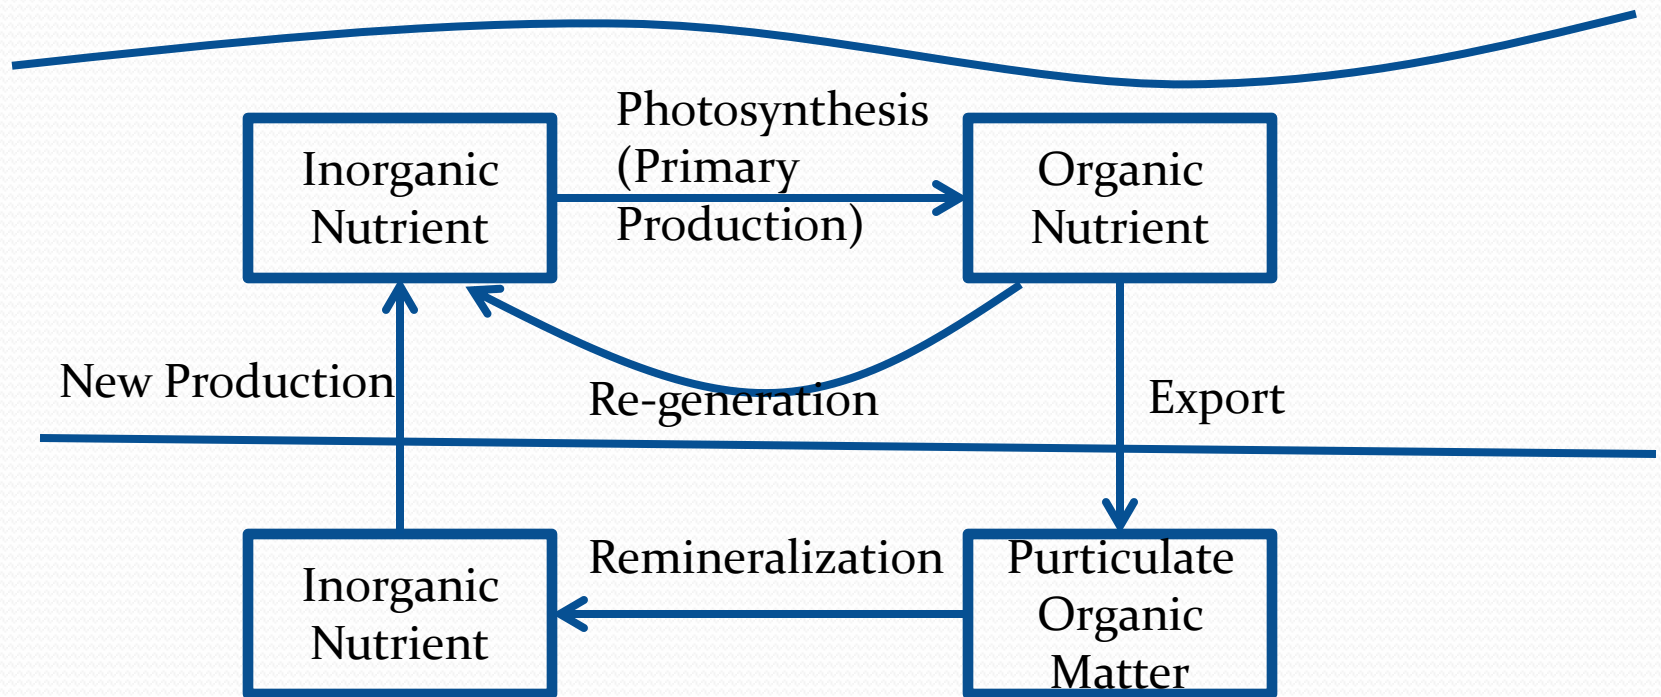 Inorganic
Nutrient
Photosynthesis
(Primary
Production)
Organic
Nutrient
New Production
Re-generation
Export
Inorganic
Nutrient
Remineralization
Purticulate
Organic
Matter